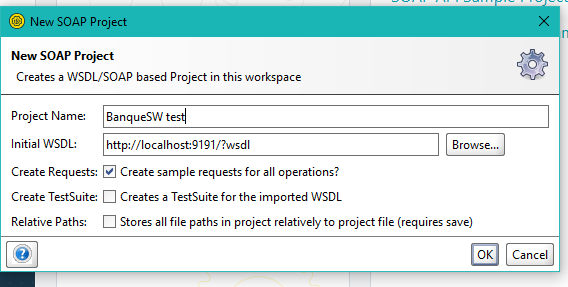 New SOAP Project
New SOAP Project
Creates a WSDL/SOAP based Project in this workspace
Project Name: BanqueSW test
Initial WSDL: http://localhost:9191/?wsdl Browse...
Create Requests: Create sample requests for all operations?
Create TestSuite: Creates a TestSuite for the imported WSDL
Relative Paths: Stores all file paths in project relatively to project file (requires save)
? OK Cancel